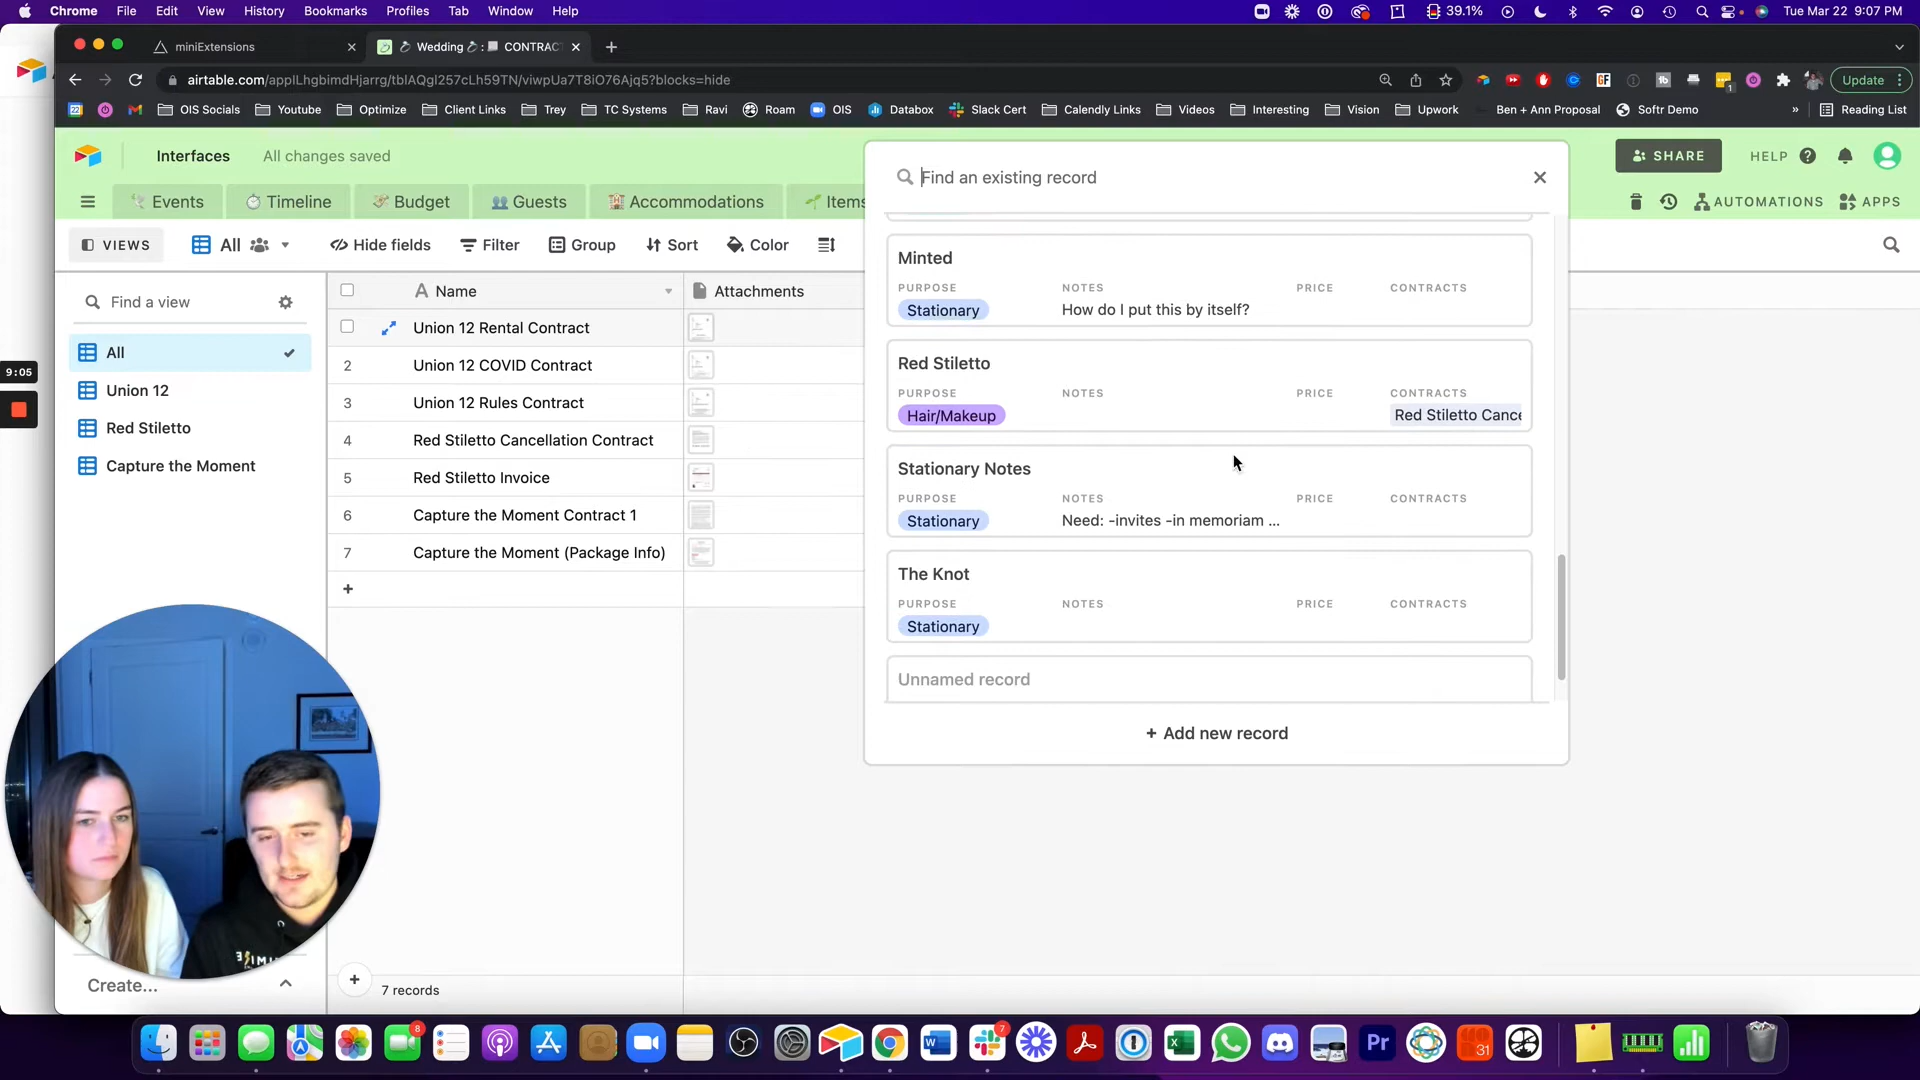 Chrome File Edit View History Bookmarks Profiles Tab Window Help 39.1% Tue Mar 22 9:07 PM
miniExtensions Wedding : CONTRAC
airtable.com/appILhgbimdHjarrg/tblAQgl257cLh59TN/viwpUa7T8iO76Ajq5?blocks=hide Update
22 OIS Socials Youtube Optimize Client Links Trey TC Systems Ravi Roam OIS Databox Slack Cert Calendly Links Videos Interesting Vision Upwork Ben + Ann Proposal Softr Demo » Reading List
Interfaces All changes saved SHARE HELP
Events Timeline Budget Guests Accommodations Items AUTOMATIONS APPS
VIEWS All Hide fields Filter Group Sort Color
Find a view
All
Union 12
Red Stiletto
Capture the Moment
Create...
Name Attachments
Union 12 Rental Contract
2 Union 12 COVID Contract
3 Union 12 Rules Contract
4 Red Stiletto Cancellation Contract
5 Red Stiletto Invoice
6 Capture the Moment Contract 1
7 Capture the Moment (Package Info)
+
7 records
Find an existing record
Minted
PURPOSE NOTES PRICE CONTRACTS
Stationary How do I put this by itself?
Red Stiletto
PURPOSE NOTES PRICE CONTRACTS
Hair/Makeup Red Stiletto Cance
Stationary Notes
PURPOSE NOTES PRICE CONTRACTS
Stationary Need: -invites -in memoriam ...
The Knot
PURPOSE NOTES PRICE CONTRACTS
Stationary
Unnamed record
+ Add new record
9:05
8 7 31 Pr